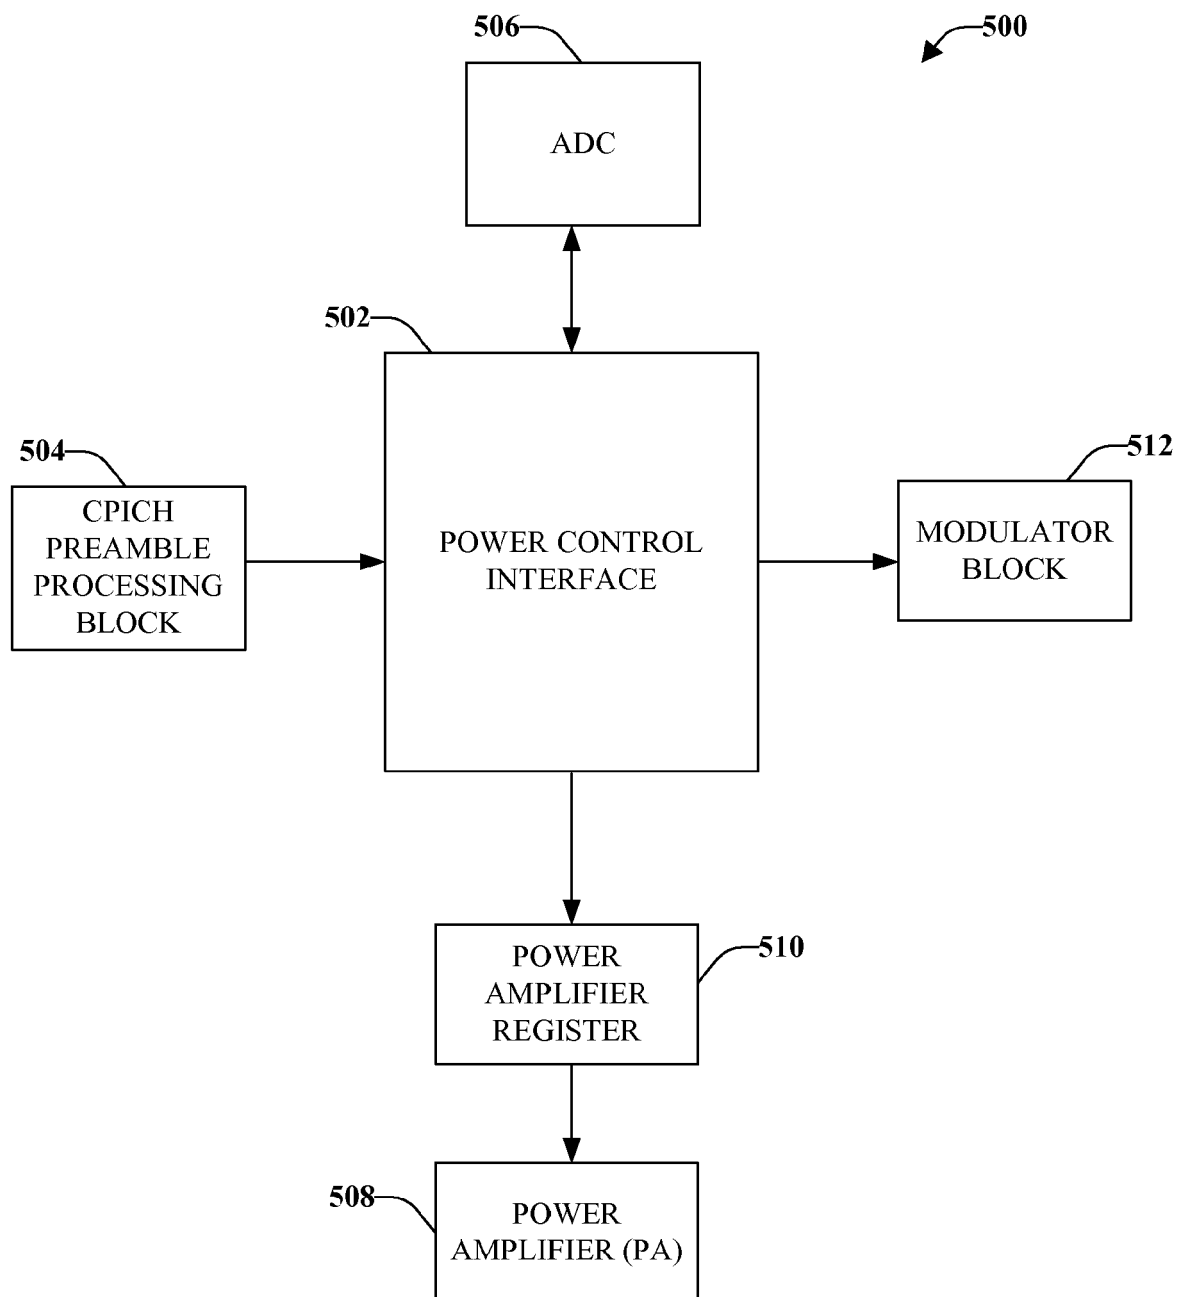 506
500
ADC
502
504
512
CPICH
PREAMBLE
PROCESSING
BLOCK
POWER CONTROL
INTERFACE
MODULATOR
BLOCK
510
POWER
AMPLIFIER
REGISTER
508
POWER
AMPLIFIER (PA)